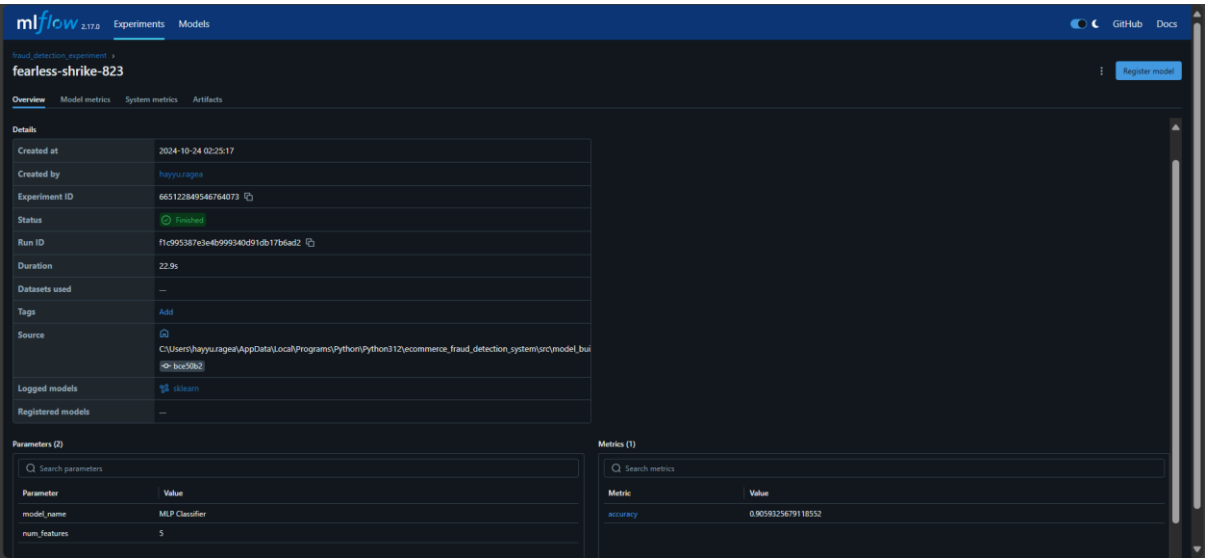 mlflow 2.17.0 Experiments Models GitHub Docs
fraud_detection_experiment ›
fearless-shrike-823
Register model
Overview Model metrics System metrics Artifacts
Details
Created at 2024-10-24 02:25:17
Created by hayyu.ragea
Experiment ID 665122849546764073
Status Finished
Run ID f1c995387e3e4b999340d91db17b6ad2
Duration 22.9s
Datasets used —
Tags Add
Source
C:\Users\hayyu.ragea\AppData\Local\Programs\Python\Python312\ecommerce_fraud_detection_system\src\model_bui
bce50b2
Logged models sklearn
Registered models —
Parameters (2)
Search parameters
Parameter Value
model_name MLP Classifier
num_features 5
Metrics (1)
Search metrics
Metric Value
accuracy 0.9059325679118552